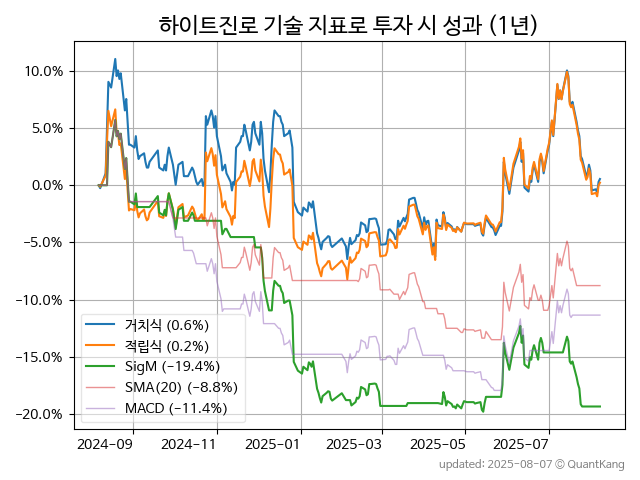 하이트진로 기술 지표로 투자 시 성과 (1년)
10.0%
5.0%
0.0%
−5.0%
−10.0%
−15.0%
−20.0%
거치식 (0.6%)
적립식 (0.2%)
SigM (−19.4%)
SMA(20) (−8.8%)
MACD (−11.4%)
2024-09 2024-11 2025-01 2025-03 2025-05 2025-07
updated: 2025-08-07 © QuantKang